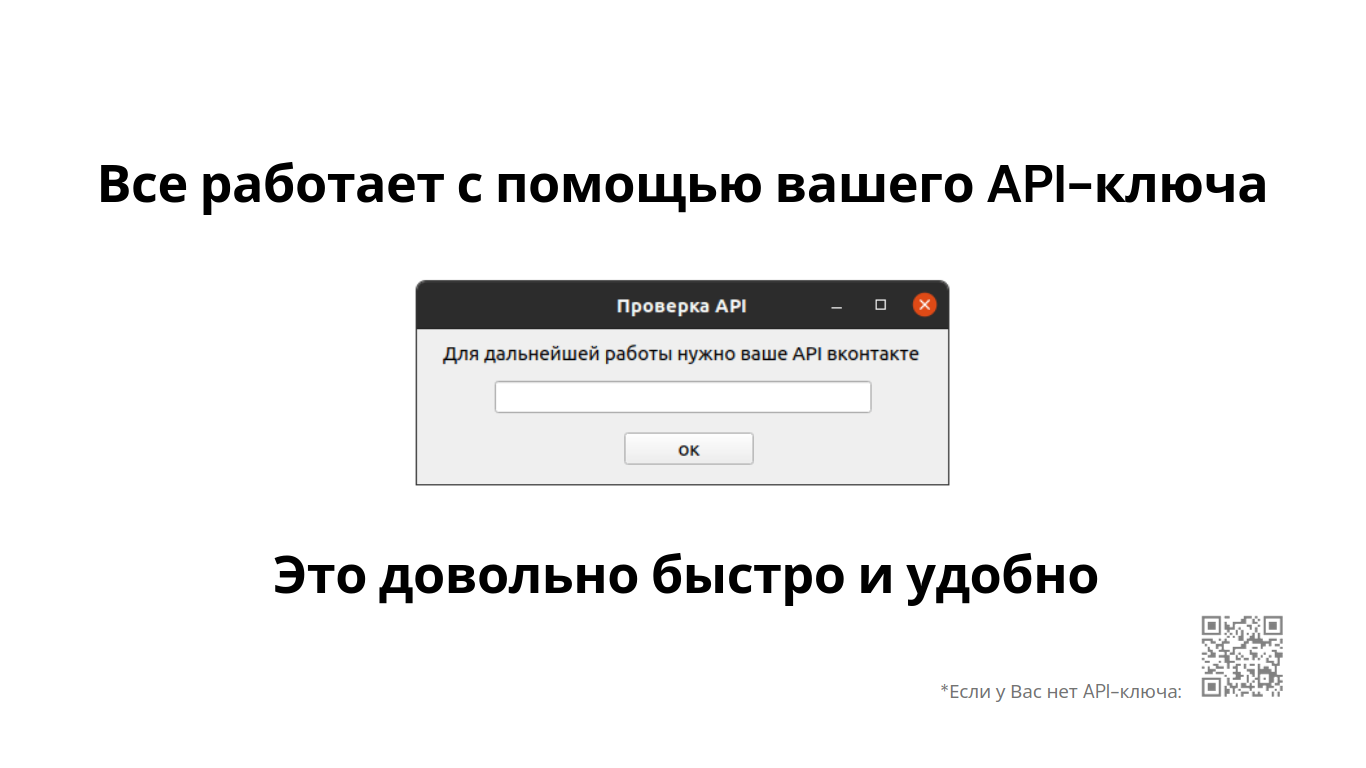 Все работает с помощью вашего API-ключа
Проверка API
Для дальнейшей работы нужно ваше API вконтакте
ОК
Это довольно быстро и удобно
*Если у Вас нет API-ключа: